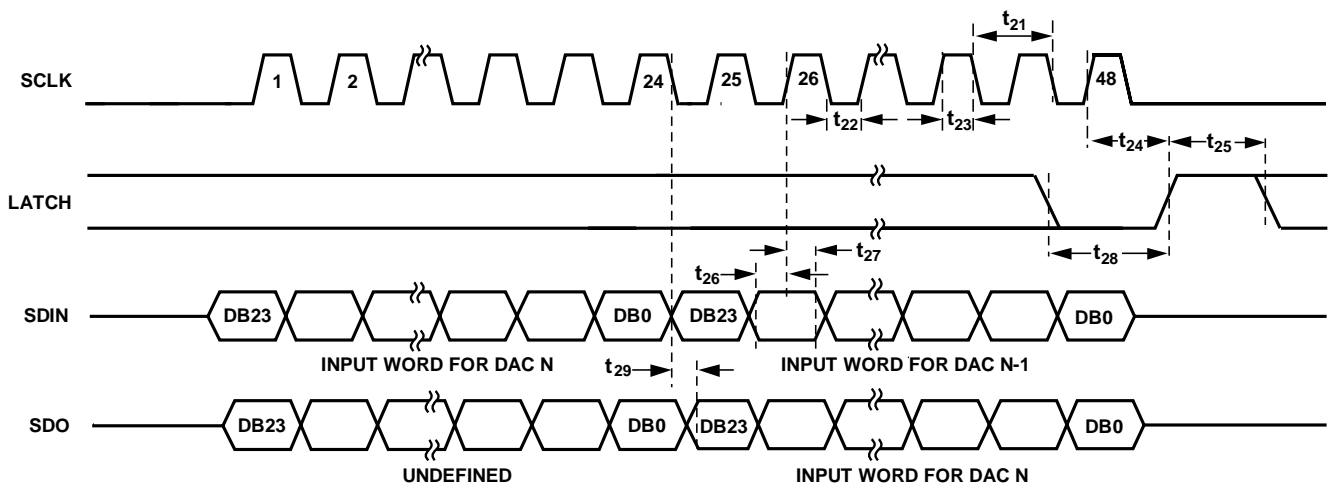 t21
SCLK
1
2
24
25
26
48
t22
t23
t24
t25
LATCH
t27
t28
t26
SDIN
DB23
DB0
DB23
DB0
INPUT WORD FOR DAC N
INPUT WORD FOR DAC N-1
t29
SDO
DB23
DB0
DB23
DB0
UNDEFINED
INPUT WORD FOR DAC N